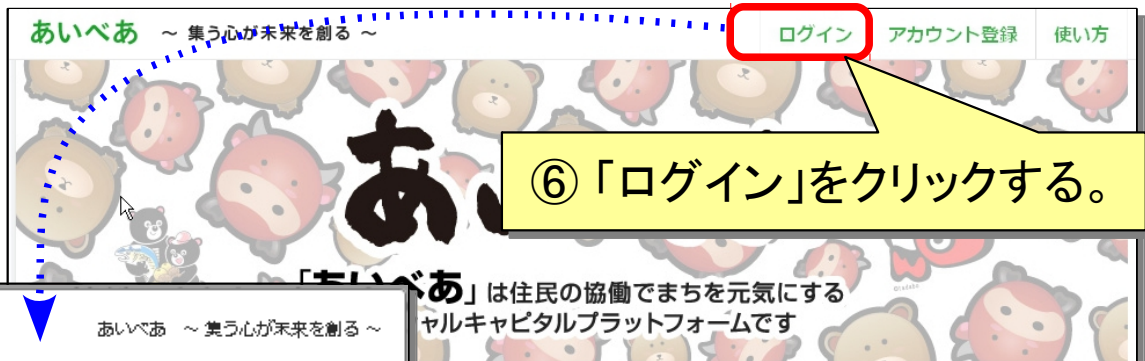 あいべあ ～ 集う心が未来を創る ～ ログイン アカウント登録 使い方
あい
⑥「ログイン」をクリックする。
「あいべあ」は住民の協働でまちを元気にする
ャルキャピタルプラットフォームです
あいべあ ～ 集う心が未来を創る ～